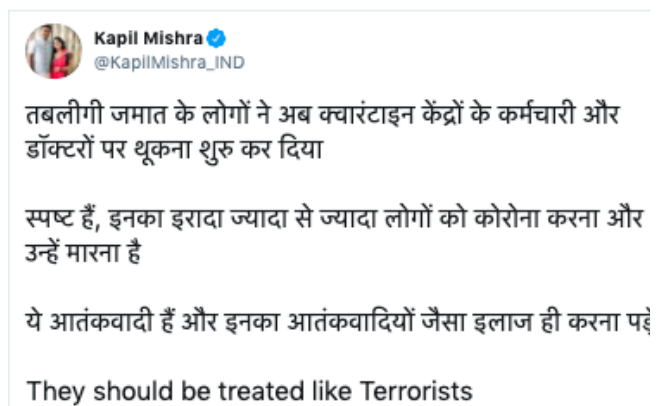 Kapil Mishra
@KapilMishra_IND
तबलीगी जमात के लोगों ने अब क्वारंटाइन केंद्रों के कर्मचारी और
डॉक्टरों पर थूकना शुरु कर दिया
स्पष्ट हैं, इनका इरादा ज्यादा से ज्यादा लोगों को कोरोना करना और
उन्हें मारना है
ये आतंकवादी हैं और इनका आतंकवादियों जैसा इलाज ही करना
They should be treated like Terrorists